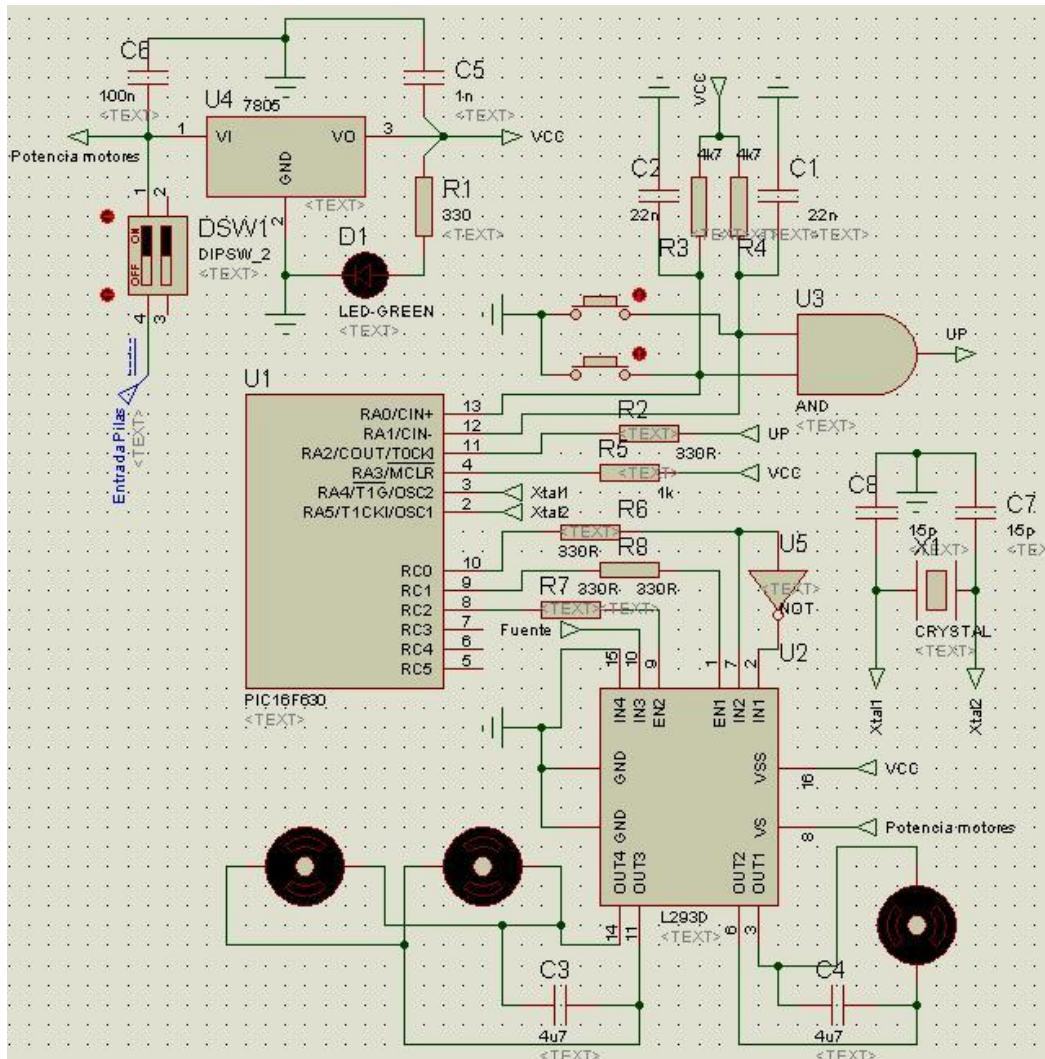 C6
100n
<TEXT>
U4
7805
1
VI
VO
3
GND
2
<TEXT>
C5
1n
<TEXT>
VCC
Potencia motores
R1
330
<TEXT>
D1
LED-GREEN
<TEXT>
1
2
ON
OFF
4
3
DSW1
DIPSW_2
<TEXT>
Entrada Pilas
<TEXT>
VCC
C2
22n
<TEXT>
4k7
4k7
R3
<TEXT>
R4
<TEXT>
C1
22n
<TEXT>
U3
AND
<TEXT>
UP
U1
RA0/CIN+
13
RA1/CIN-
12
RA2/COUT/T0CKI
11
RA3/MCLR
4
RA4/T1G/OSC2
3
RA5/T1CKI/OSC1
2
RC0
10
RC1
9
RC2
8
RC3
7
RC4
6
RC5
5
PIC16F630
<TEXT>
R2
<TEXT>
330R
UP
R5
<TEXT>
1k
VCC
Xtal1
Xtal2
R6
<TEXT>
330R
R8
330R
<TEXT>
R7
<TEXT>
330R
Fuente
U5
<TEXT>
NOT
C8
15p
<TEXT>
C7
15p
<TEXT>
X1
CRYSTAL
<TEXT>
Xtal1
Xtal2
U2
15
10
9
1
7
2
IN4
IN3
EN2
EN1
IN2
IN1
GND
GND
VSS
16
VCC
VS
8
Potencia motores
OUT4
OUT3
OUT2
OUT1
14
11
6
3
L293D
<TEXT>
C3
4u7
<TEXT>
C4
4u7
<TEXT>